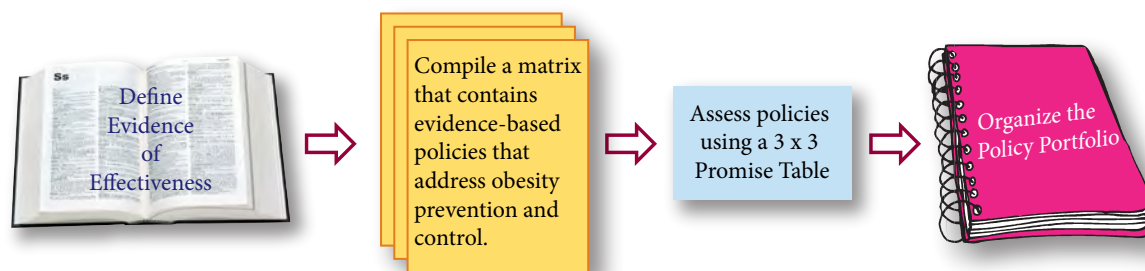 Ss
Define
Evidence
of
Effectiveness
Compile a matrix
that contains
evidence-based
policies that
address obesity
prevention and
control.
Assess policies
using a 3 x 3
Promise Table
Organize the
Policy Portfolio